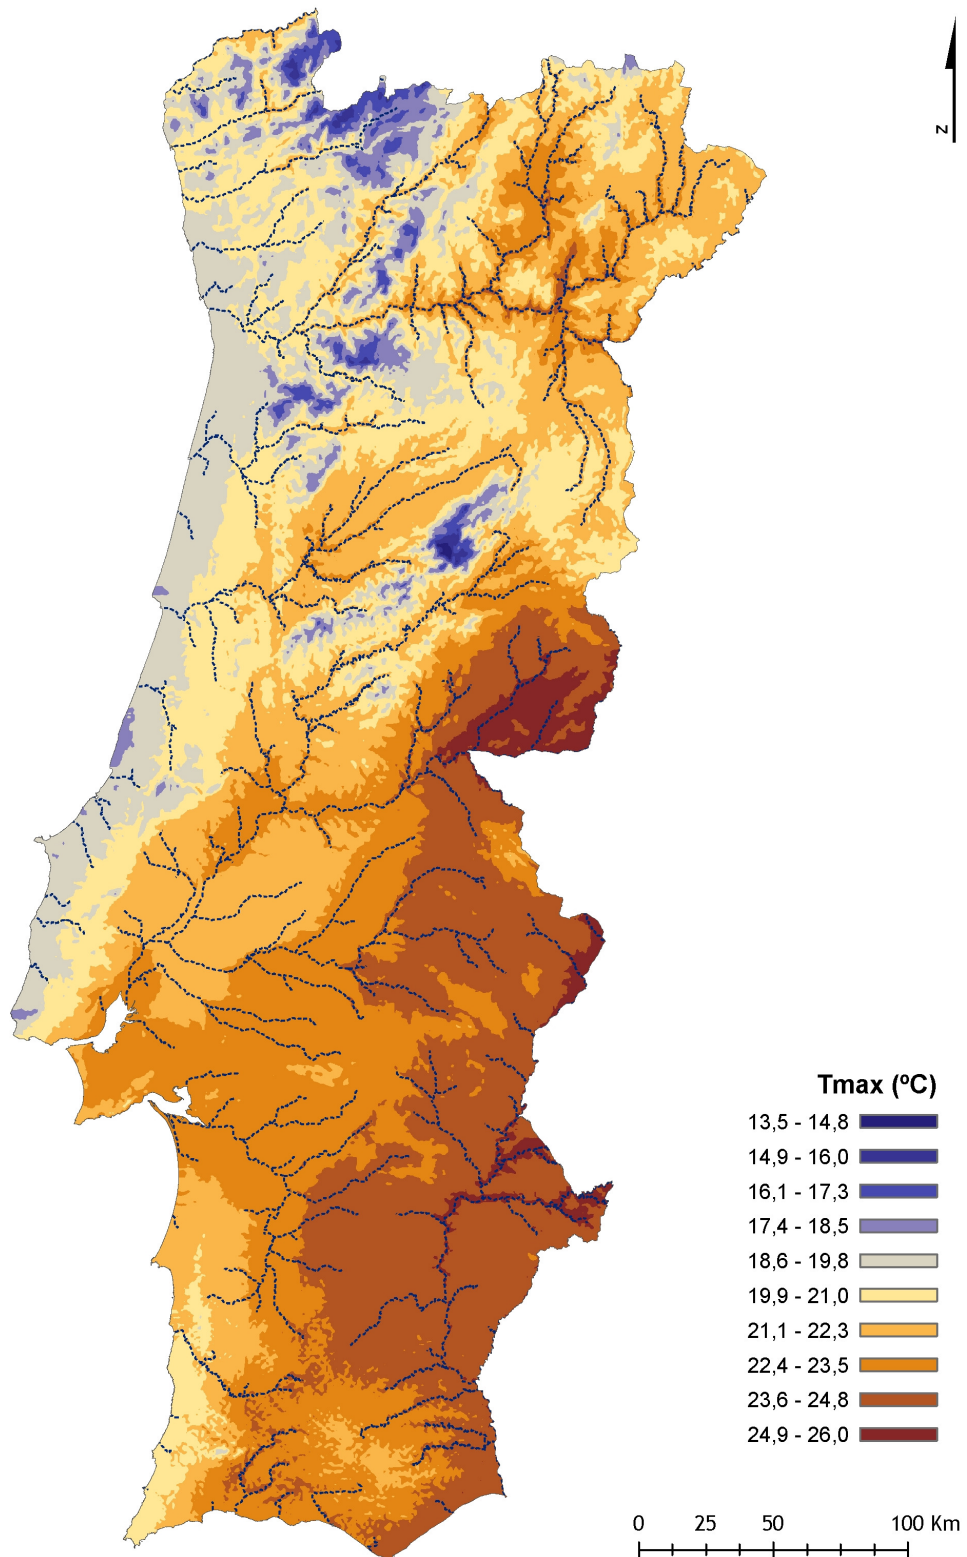 N
Tmax (ºC)
13,5 - 14,8
14,9 - 16,0
16,1 - 17,3
17,4 - 18,5
18,6 - 19,8
19,9 - 21,0
21,1 - 22,3
22,4 - 23,5
23,6 - 24,8
24,9 - 26,0
0 25 50 100 Km